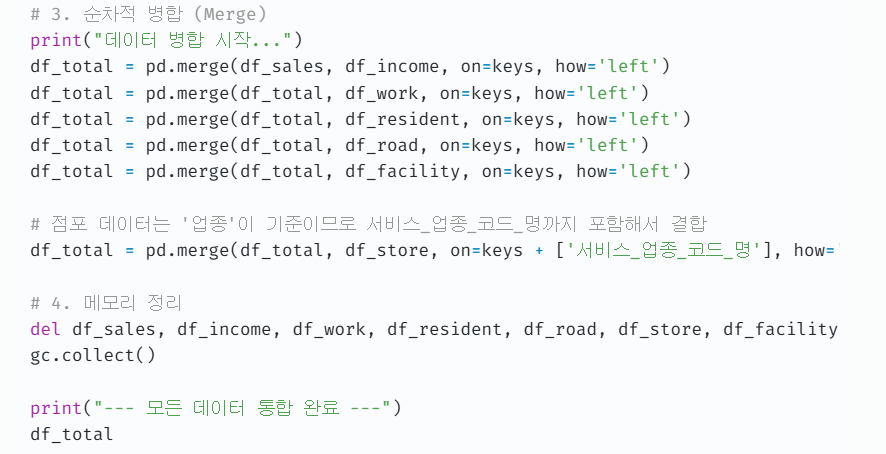 # 3. 순차적 병합 (Merge)
print("데이터 병합 시작...")
df_total = pd.merge(df_sales, df_income, on=keys, how='left')
df_total = pd.merge(df_total, df_work, on=keys, how='left')
df_total = pd.merge(df_total, df_resident, on=keys, how='left')
df_total = pd.merge(df_total, df_road, on=keys, how='left')
df_total = pd.merge(df_total, df_facility, on=keys, how='left')
# 점포 데이터는 '업종'이 기준이므로 서비스_업종_코드_명까지 포함해서 결합
df_total = pd.merge(df_total, df_store, on=keys + ['서비스_업종_코드_명'], how='
# 4. 메모리 정리
del df_sales, df_income, df_work, df_resident, df_road, df_store, df_facility
gc.collect()
print("--- 모든 데이터 통합 완료 ---")
df_total